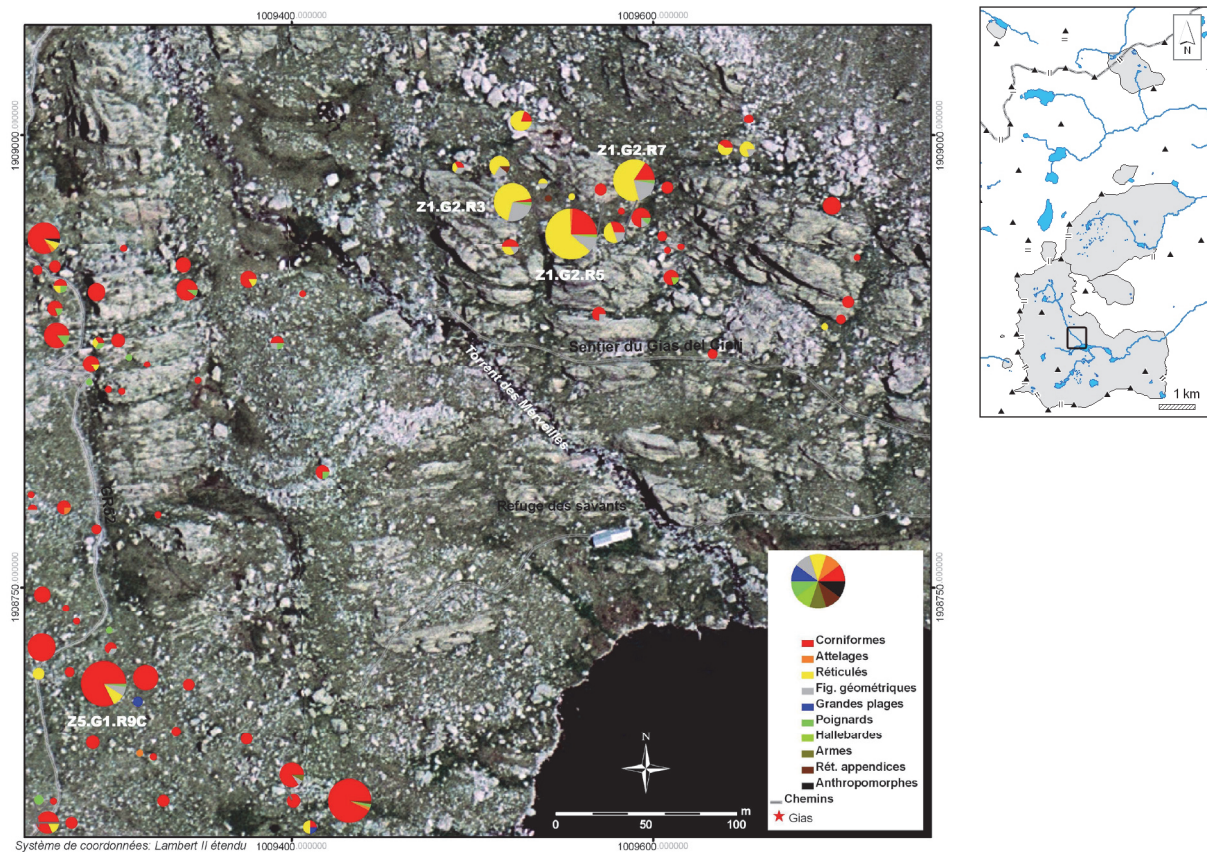 1009400.000000
1009600.000000
N
1909000.000000
1909000.000000
Z1.G2.R7
Z1.G2.R3
Z1.G2.R5
Sentier du Gias del Ciari
Torrent des Merveilles
1 km
Refuge des savants
1908750.000000
1908750.000000
Corniformes
Attelages
Réticulés
Fig. géométriques
Grandes plages
Poignards
Hallebardes
Armes
Rét. appendices
Anthropomorphes
Chemins
Gias
Z5.G1.R9C
N
m
0
50
100
Système de coordonnées: Lambert II étendu
1009400.000000
1009600.000000